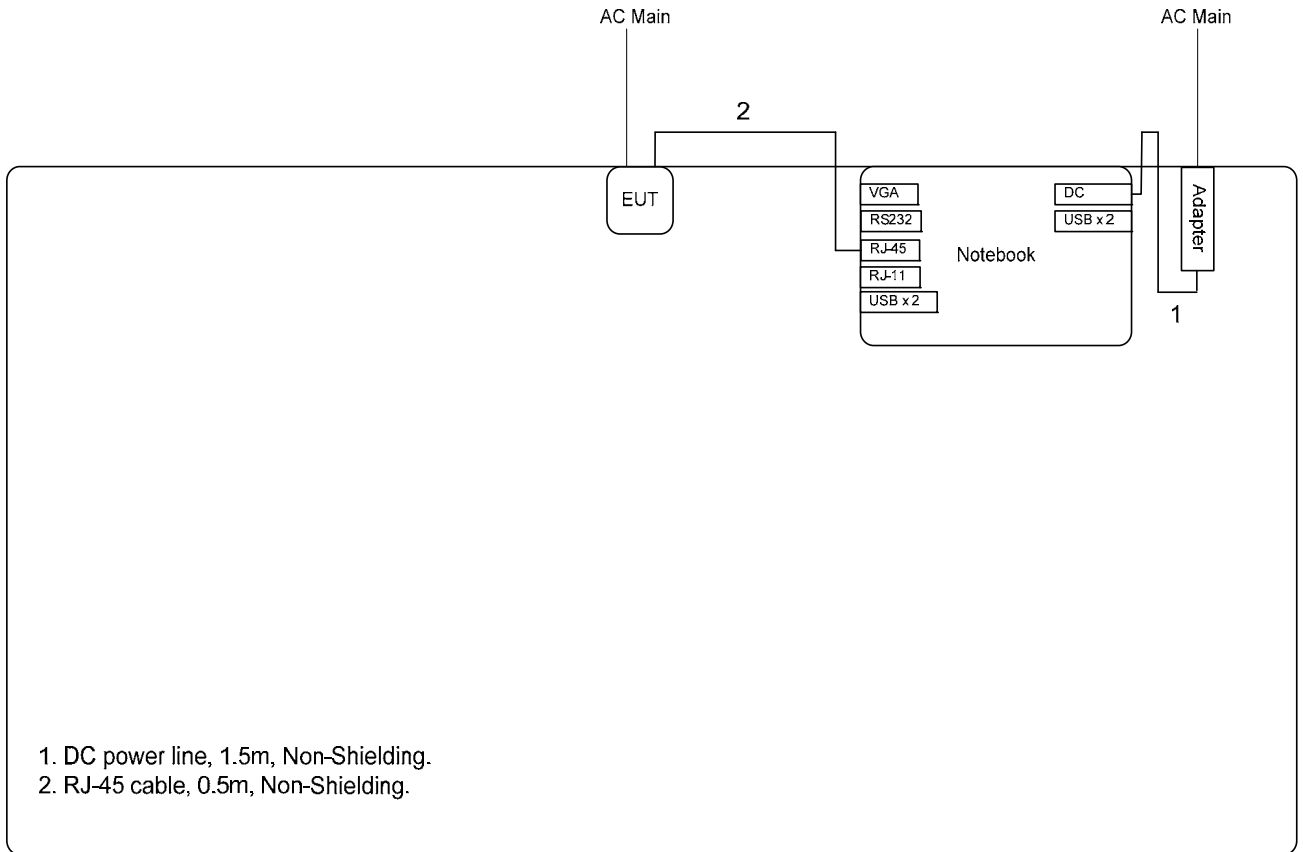 AC Main
AC Main
2
EUT
VGA
RS232
RJ-45
RJ-11
USB x 2
Notebook
DC
USB x 2
Adapter
1
1. DC power line, 1.5m, Non-Shielding.
2. RJ-45 cable, 0.5m, Non-Shielding.